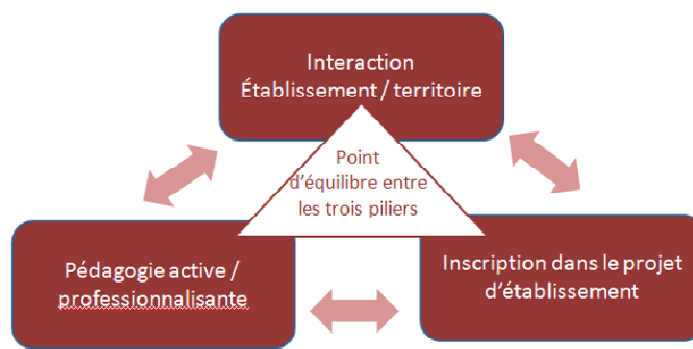 Interaction
Établissement / territoire
Point
d'équilibre entre
les trois piliers
Pédagogie active /
professionnalisante
Inscription dans le projet
d'établissement